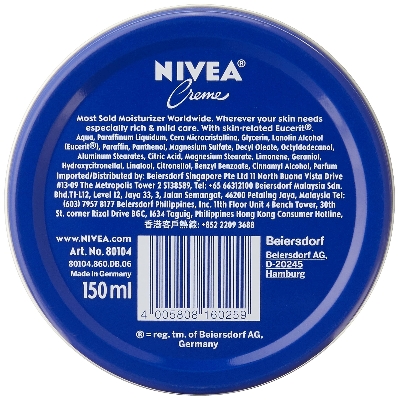 NIVEA®
Creme
Most Sold Moisturizer Worldwide. Wherever your skin needs
especially rich & mild care. With skin-related Eucerit®.
Aqua, Paraffinum Liquidum, Cera Microcristallina, Glycerin, Lanolin Alcohol
(Eucerit®), Paraffin, Panthenol, Magnesium Sulfate, Decyl Oleate, Octyldodecanol,
Aluminum Stearates, Citric Acid, Magnesium Stearate, Limonene, Geraniol,
Hydroxycitronellal, Linalool, Citronellol, Benzyl Benzoate, Cinnamyl Alcohol, Parfum
Imported/Distributed by: Beiersdorf Singapore Pte Ltd 11 North Buona Vista Drive
#13-09 The Metropolis Tower 2 S138589, Tel: +65 66312100 Beiersdorf Malaysia Sdn.
Bhd.T1-L12, Level 12, Jaya 33, 3, Jalan Semangat, 46200 Petaling Jaya, Malaysia Tel:
(603) 7957 8177 Beiersdorf Philippines, Inc. 11th Floor Unit 4 Bench Tower, 30th
St. corner Rizal Drive BGC, 1634 Taguig, Philippines Hong Kong Consumer Hotline,
香港客戶熱線: +852 2209 3688
www.NIVEA.com
Art. No. 80104
80104.860.DB.06
Made in Germany
150 ml
Beiersdorf
Beiersdorf AG,
D-20245
Hamburg
4 005808 160259
® = reg. tm. of Beiersdorf AG,
Germany